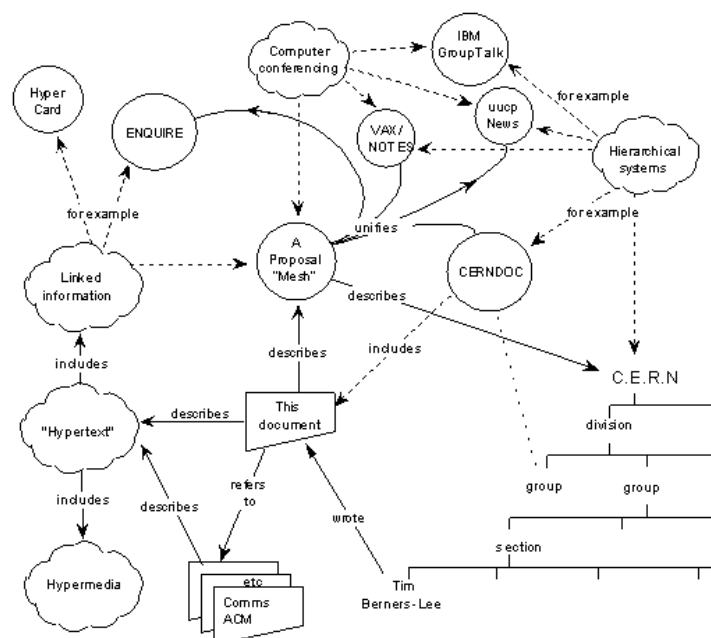 IBM
GroupTalk
Computer
conferencing
Hyper
Card
for example
uucp
News
ENQUIRE
VAX/
NOTES
Hierarchical
systems
for example
for example
unifies
A
Proposal
"Mesh"
CERNDOC
Linked
information
describes
includes
describes
includes
C.E.R.N
This
document
describes
"Hypertext"
division
refers
to
group
group
includes
describes
wrote
section
etc
Hypermedia
Comms
ACM
Tim
Berners-Lee